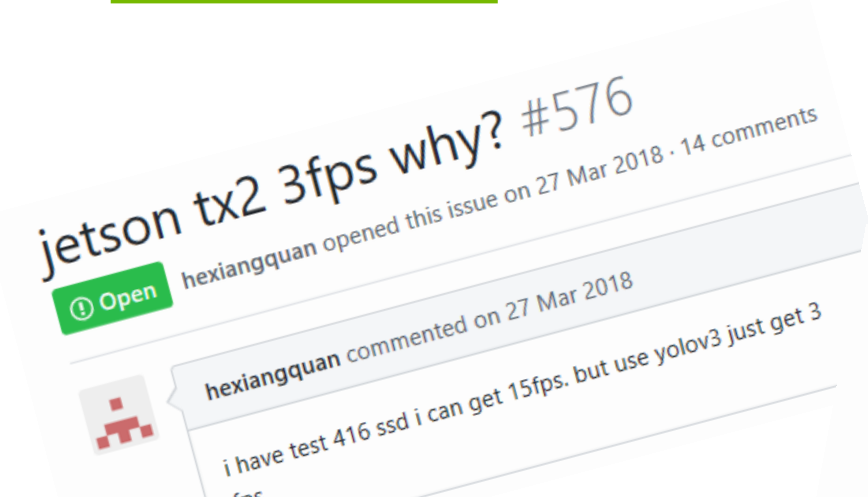 jetson tx2 3fps why? #576
Open hexiangquan opened this issue on 27 Mar 2018 · 14 comments
hexiangquan commented on 27 Mar 2018
i have test 416 ssd i can get 15fps. but use yolov3 just get 3
fps